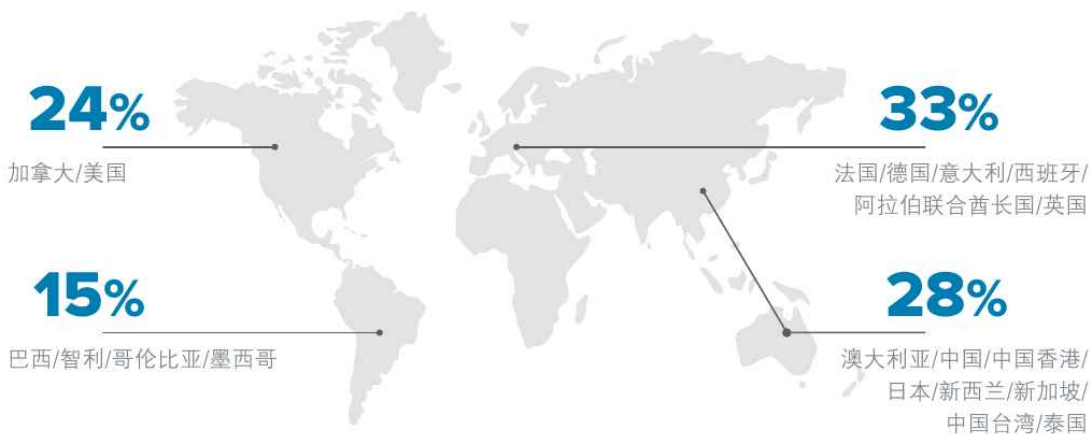 24%
加拿大/美国
33%
法国/德国/意大利/西班牙/
阿拉伯联合酋长国/英国
15%
巴西/智利/哥伦比亚/墨西哥
28%
澳大利亚/中国/中国香港/
日本/新西兰/新加坡/
中国台湾/泰国